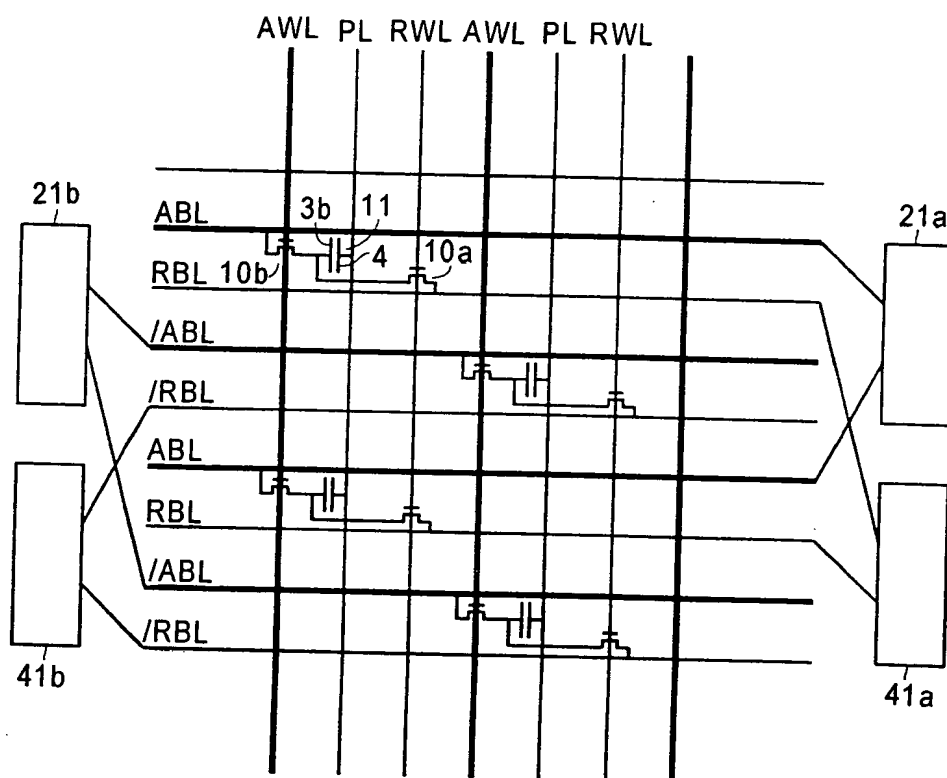 AWL PL RWL AWL PL RWL
21b
ABL
3b 11
21a
4
10a
RBL 10b
/ABL
/RBL
ABL
RBL
/ABL
/RBL
41b
41a